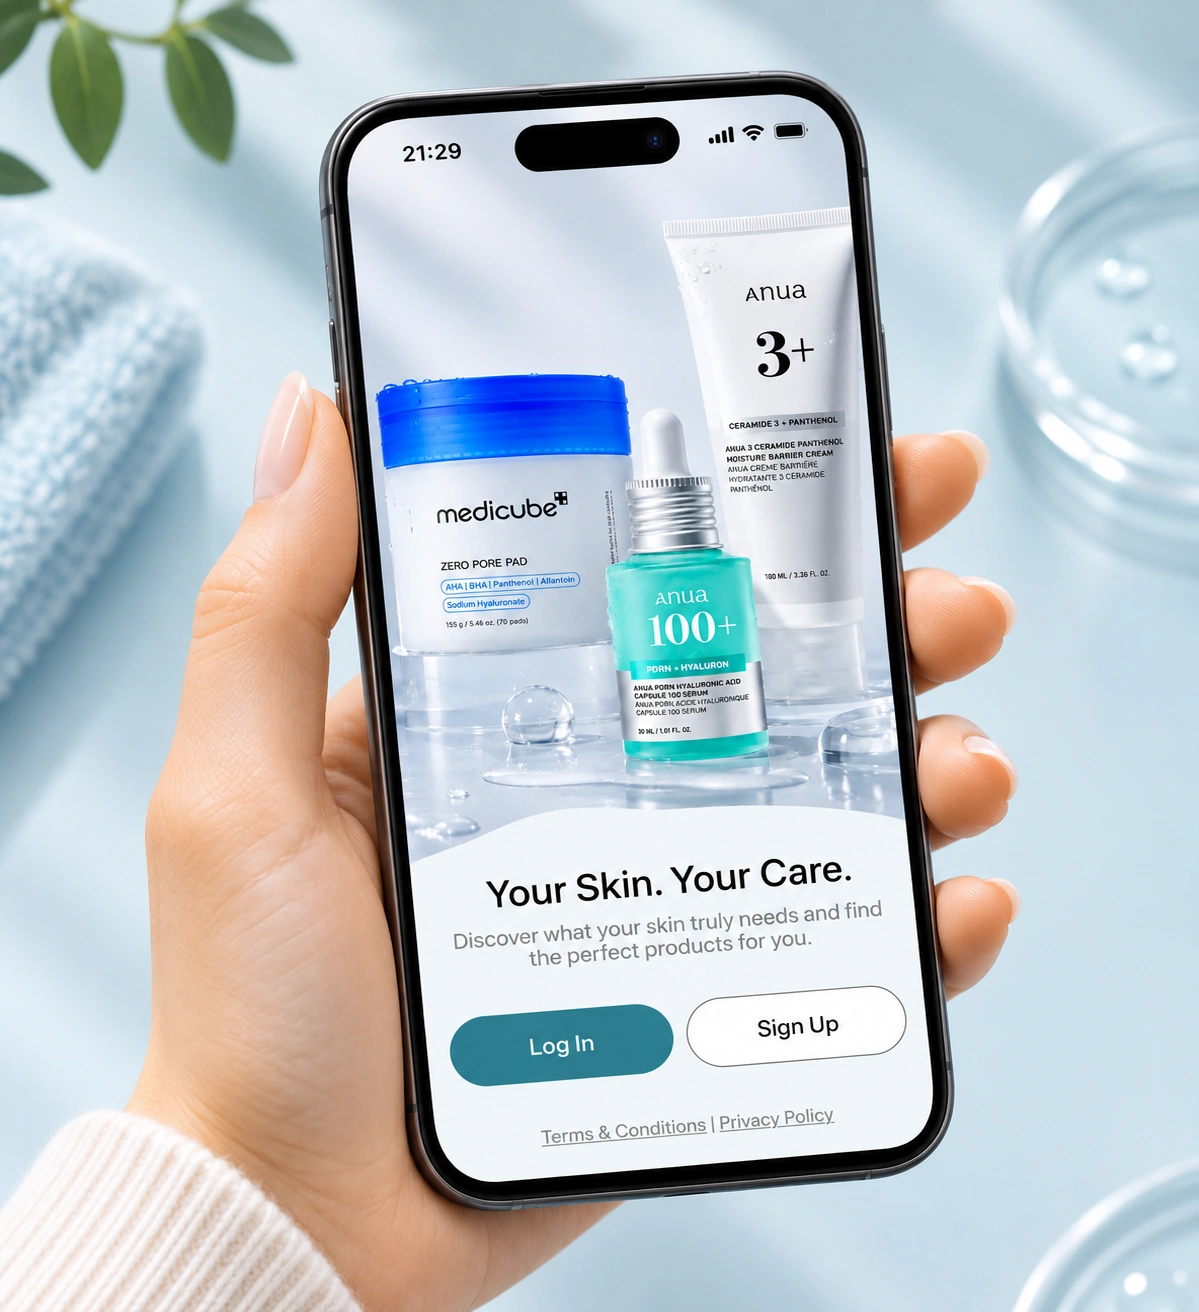 21:29
Anua
3+
CERAMIDE 3 + PANTHENOL
ANUA 3 CERAMIDE PANTHENOL
MOISTURE BARRIER CREAM
ANUA CREME BARRIÈRE
HYDRATANTE 3 CERAMIDE
PANTHÉNOL
100 ML / 3.38 FL. OZ.
medicube
ZERO PORE PAD
AHA | BHA | Panthenol | Allantoin
Sodium Hyaluronate
155 g / 5.46 oz. (70 pads)
Anua
100+
PDRN + HYALURON
ANUA PDRN HYALURONIC ACID
CAPSULE 100 SERUM
ANUA PDRN ACIDE HYALURONIQUE
CAPSULE 100 SERUM
30 ML / 1.01 FL. OZ.
Your Skin. Your Care.
Discover what your skin truly needs and find
the perfect products for you.
Log In
Sign Up
Terms & Conditions | Privacy Policy